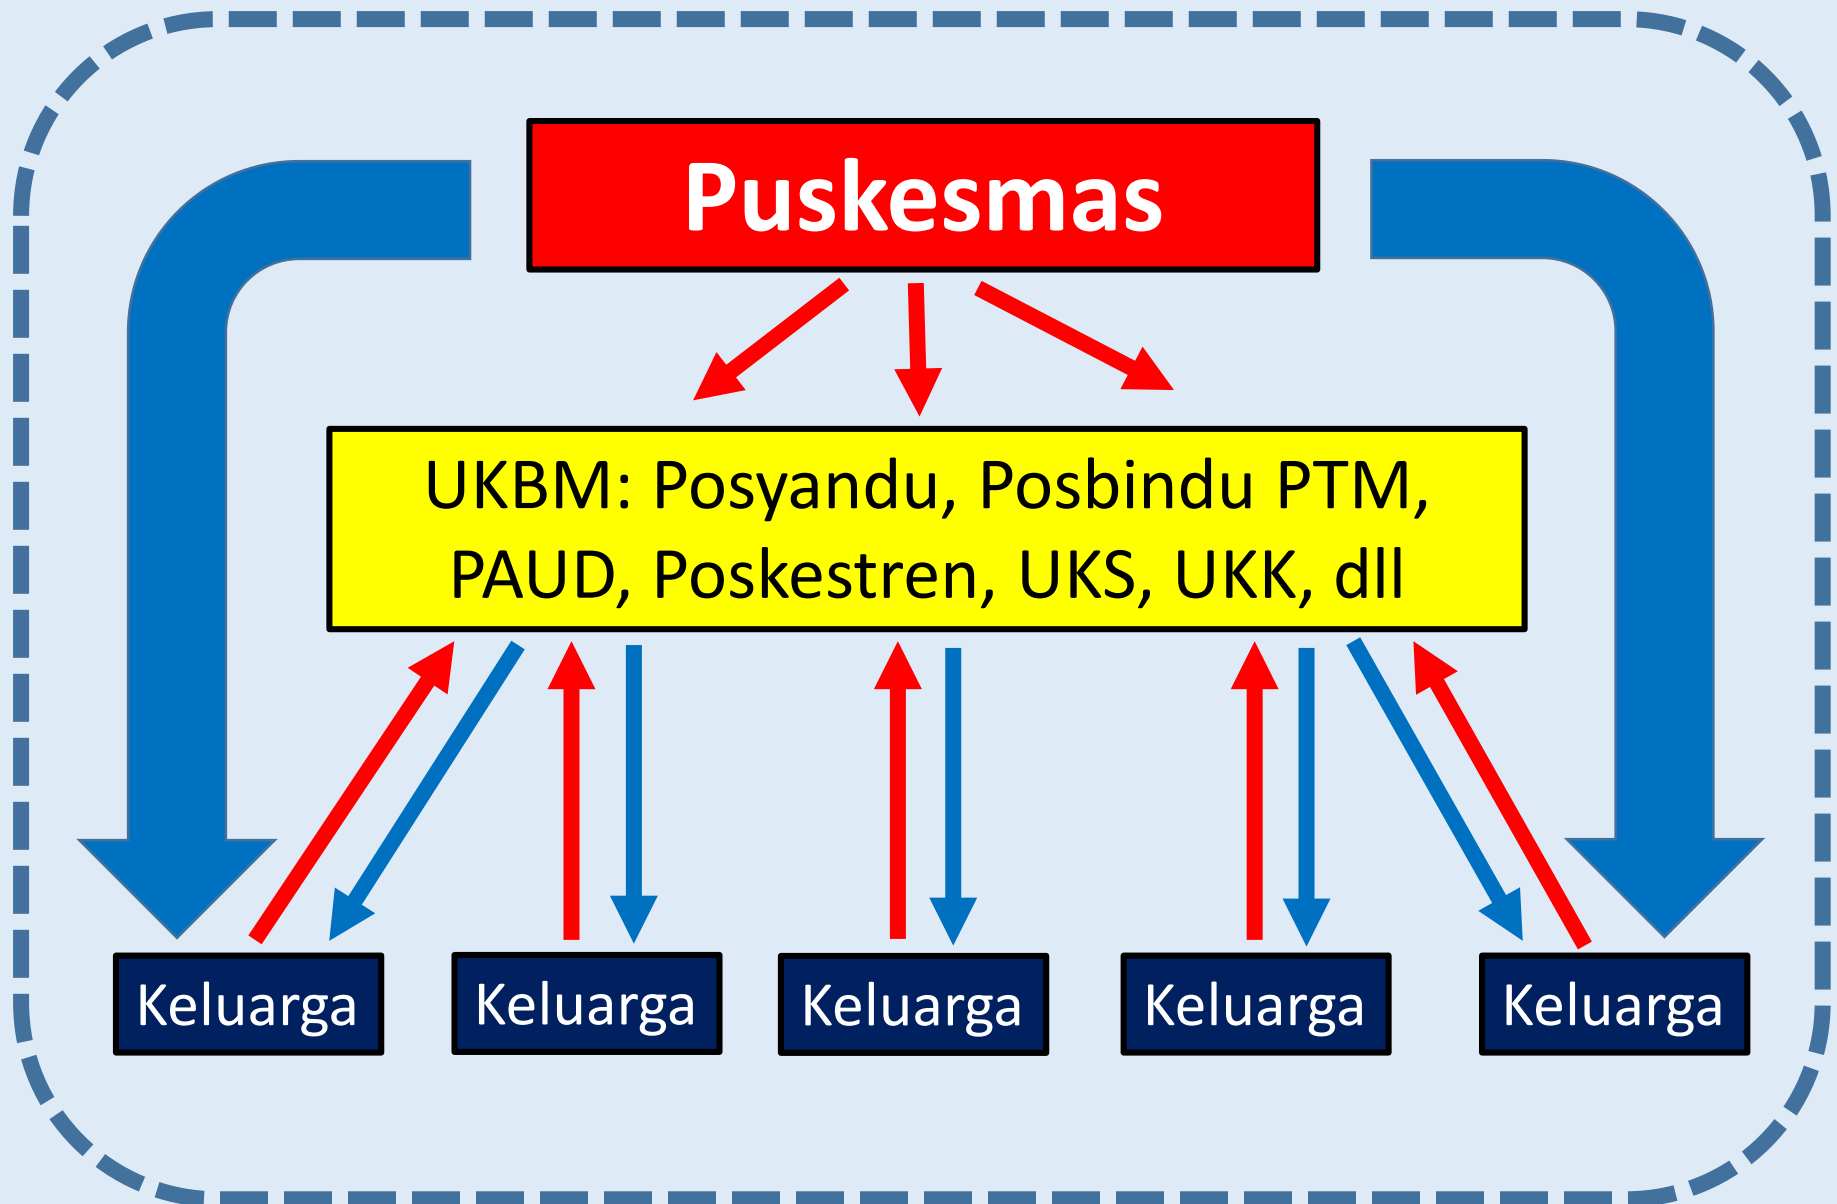 Puskesmas
UKBM: Posyandu, Posbindu PTM,
PAUD, Poskestren, UKS, UKK, dll
Keluarga
Keluarga
Keluarga
Keluarga
Keluarga